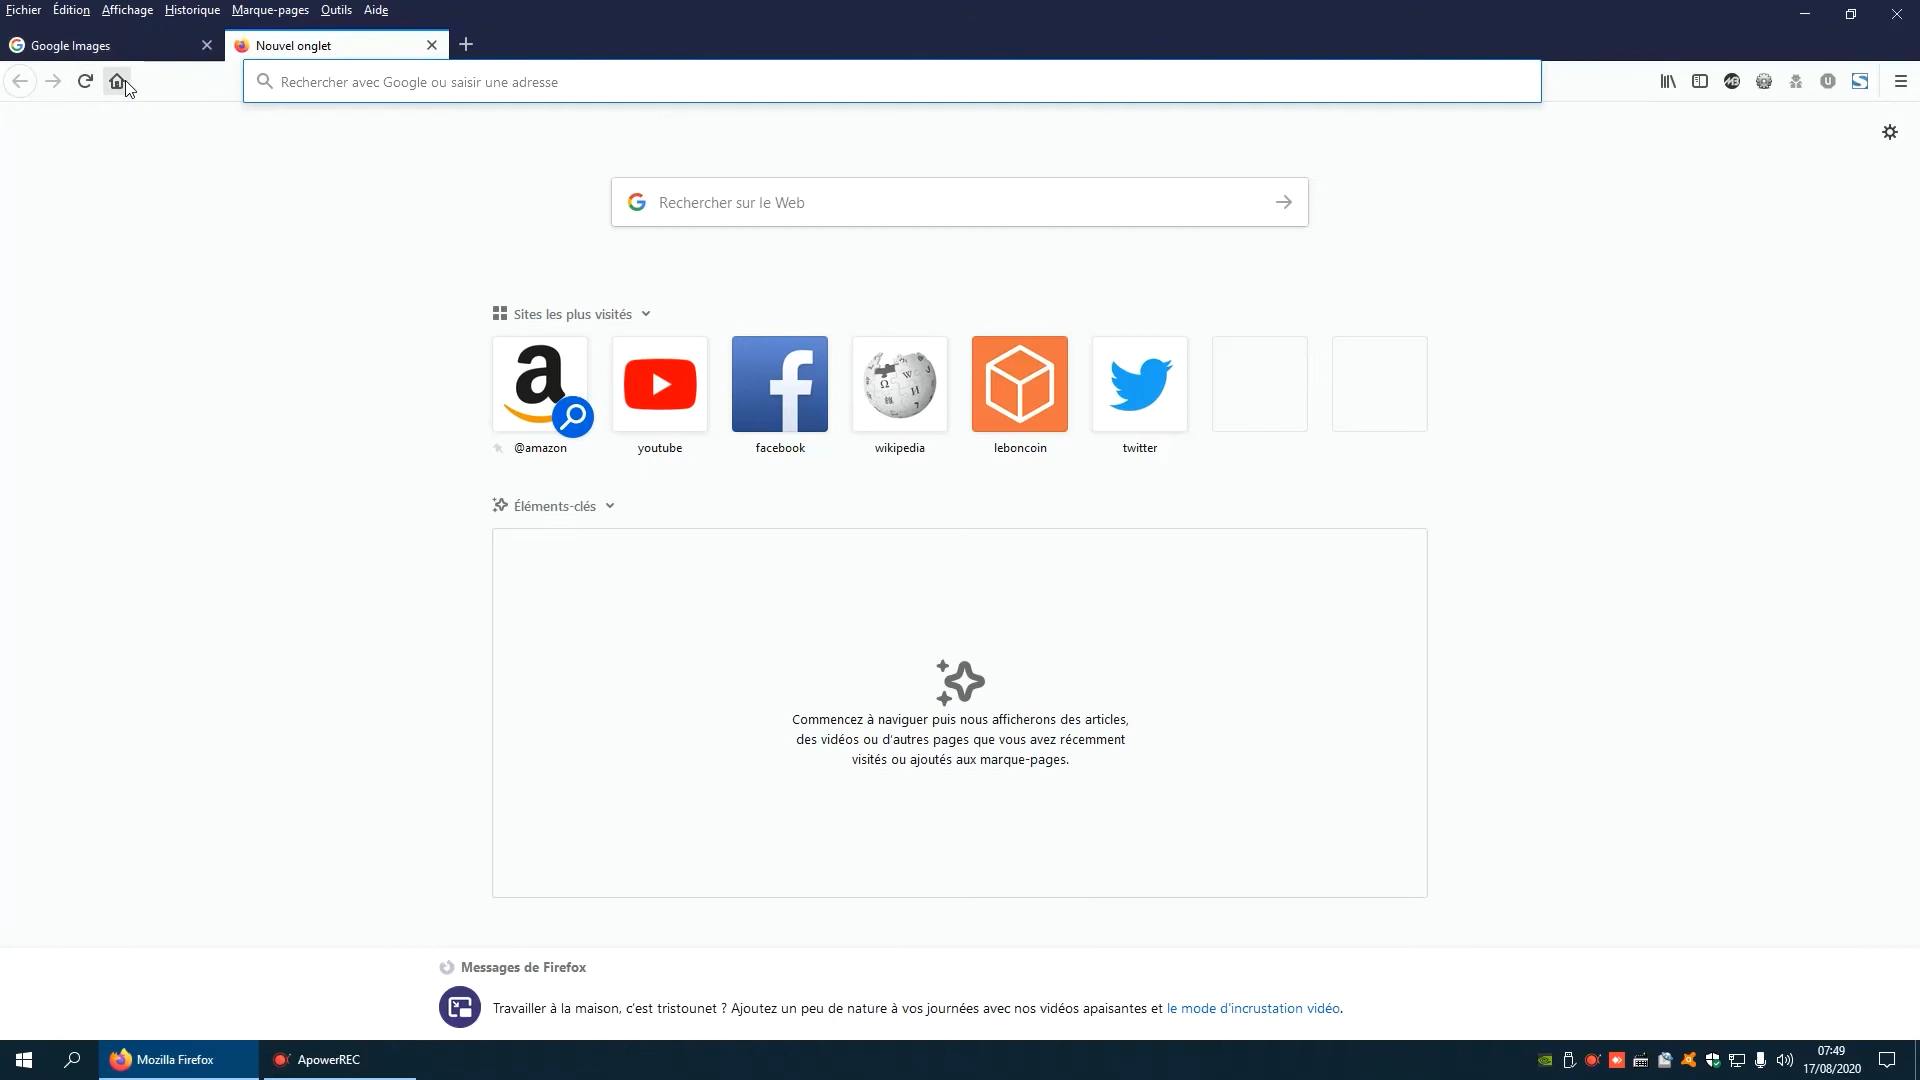 Fichier Édition Affichage Historique Marque-pages Outils Aide
Google Images
Nouvel onglet
Rechercher avec Google ou saisir une adresse
Rechercher sur le Web
Sites les plus visités
@amazon youtube facebook wikipedia leboncoin twitter
Éléments-clés
Commencez à naviguer puis nous afficherons des articles,
des vidéos ou d'autres pages que vous avez récemment
visités ou ajoutés aux marque-pages.
Messages de Firefox
Travailler à la maison, c'est tristounet ? Ajoutez un peu de nature à vos journées avec nos vidéos apaisantes et le mode d'incrustation vidéo.
Mozilla Firefox
ApowerREC
07:49
17/08/2020